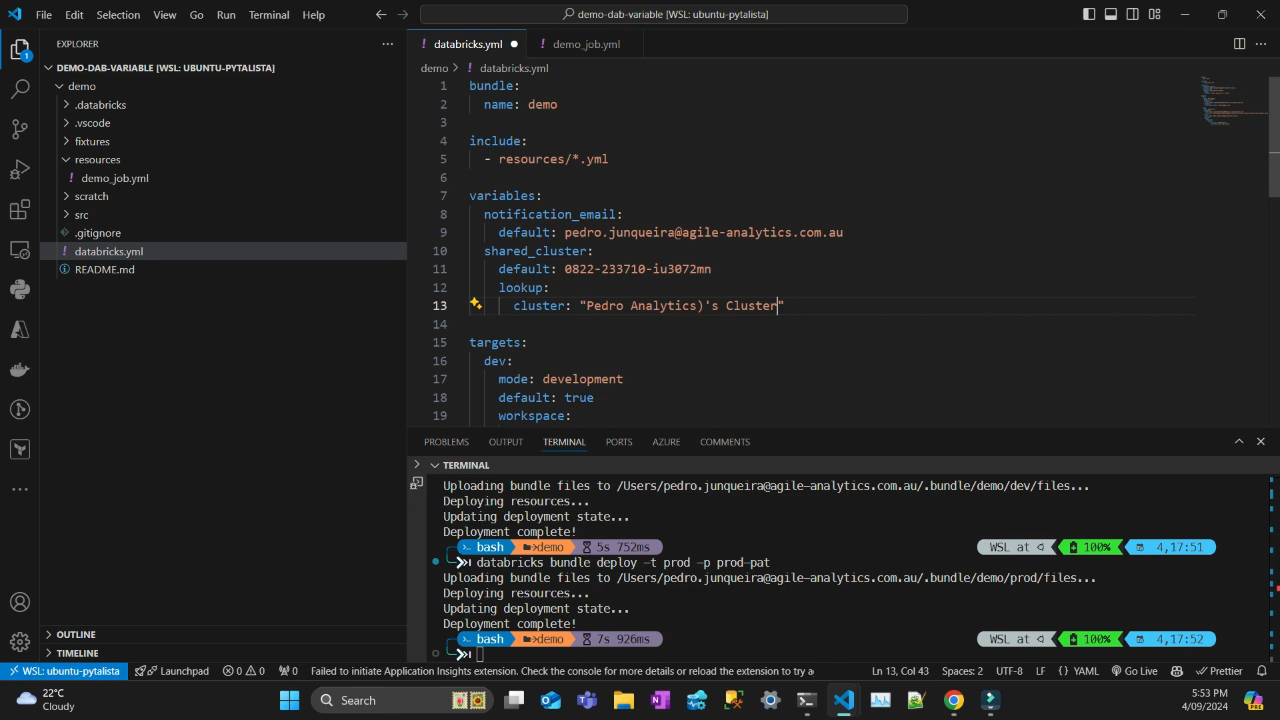 File Edit Selection View Go Run Terminal Help
demo-dab-variable [WSL: ubuntu-pytalista]
EXPLORER
DEMO-DAB-VARIABLE [WSL: UBUNTU-PYTALISTA]
demo
.databricks
.vscode
fixtures
resources
demo_job.yml
scratch
src
.gitignore
databricks.yml
README.md
OUTLINE
TIMELINE
1
databricks.yml demo_job.yml
demo > databricks.yml
1 bundle:
2 name: demo
3
4 include:
5 - resources/*.yml
6
7 variables:
8 notification_email:
9 default: pedro.junqueira@agile-analytics.com.au
10 shared_cluster:
11 default: 0822-233710-iu3072mn
12 lookup:
13 cluster: "Pedro Analytics)'s Cluster"
14
15 targets:
16 dev:
17 mode: development
18 default: true
19 workspace:
PROBLEMS OUTPUT TERMINAL PORTS AZURE COMMENTS
TERMINAL
Uploading bundle files to /Users/pedro.junqueira@agile-analytics.com.au/.bundle/demo/dev/files...
Deploying resources...
Updating deployment state...
Deployment complete!
bash demo 5s 752ms WSL at 100% 4,17:51
databricks bundle deploy -t prod -p prod-pat
Uploading bundle files to /Users/pedro.junqueira@agile-analytics.com.au/.bundle/demo/prod/files...
Deploying resources...
Updating deployment state...
Deployment complete!
bash demo 7s 926ms WSL at 100% 4,17:52
WSL: ubuntu-pytalista Launchpad 0 0 0 Failed to initiate Application Insights extension. Check the console for more details or reload the extension to try ag Ln 13, Col 43 Spaces: 2 UTF-8 LF {} YAML Go Live Prettier
22°C
Cloudy
Search
5:53 PM
4/09/2024